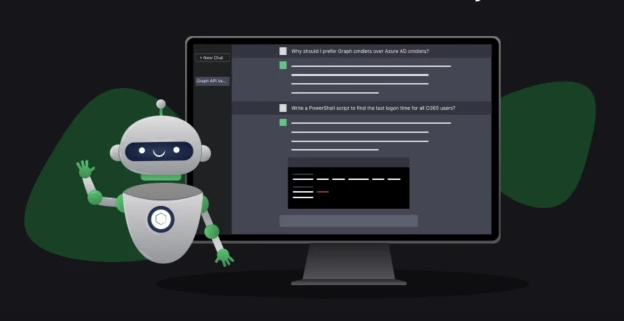 Why should I prefer Graph cmdlets over Azure AD cmdlets?
+ New Chat
Graph API Vs...
Write a PowerShell script to find the last logon time for all O365 users?